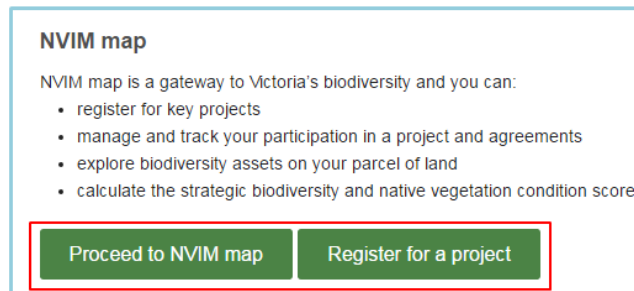 NVIM map
NVIM map is a gateway to Victoria's biodiversity and you can:
• register for key projects
• manage and track your participation in a project and agreements
• explore biodiversity assets on your parcel of land
• calculate the strategic biodiversity and native vegetation condition score
Proceed to NVIM map Register for a project